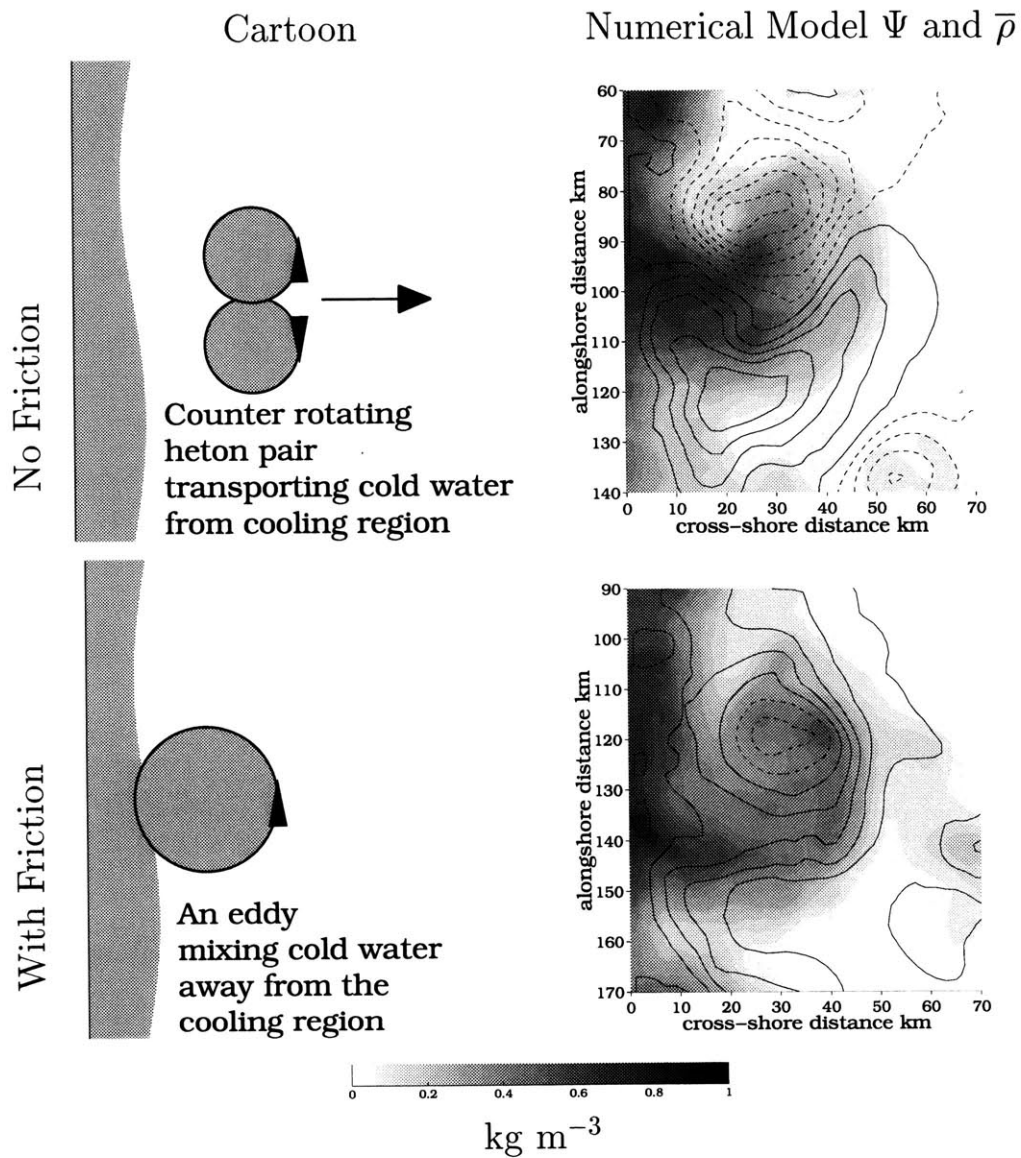 Cartoon
Numerical Model Ψ and ρ̅
No Friction
Counter rotating
heton pair
transporting cold water
from cooling region
alongshore distance km
60
70
80
90
100
110
120
130
140
0 10 20 30 40 50 60 70
cross-shore distance km
With Friction
An eddy
mixing cold water
away from the
cooling region
alongshore distance km
90
100
110
120
130
140
150
160
170
0 10 20 30 40 50 60 70
cross-shore distance km
0 0.2 0.4 0.6 0.8 1
kg m⁻³